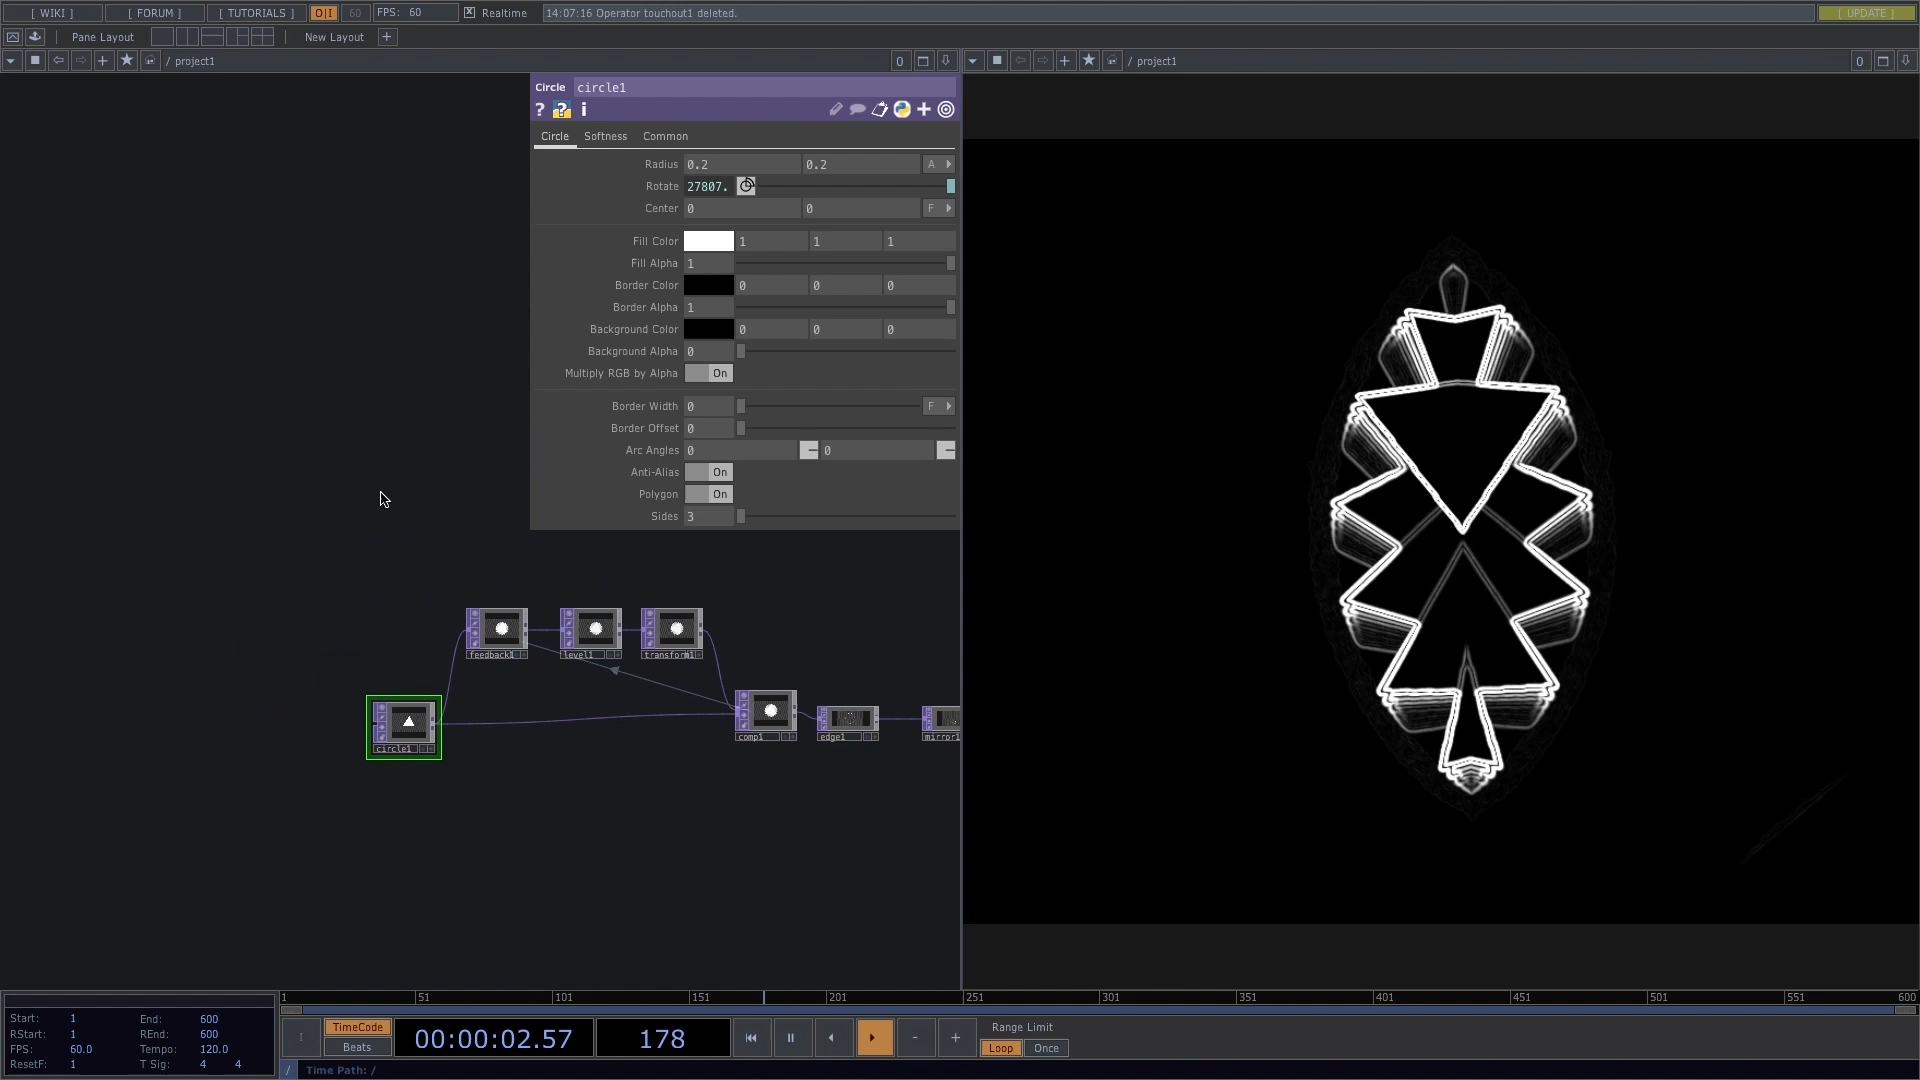 [ WIKI ] [ FORUM ] [ TUTORIALS ] O|I 60 FPS: 60 Realtime 14:07:16 Operator touchout1 deleted. [ UPDATE ]
Pane Layout New Layout +
/ project1 0 / project1 0
Circle circle1
? ? i
Circle Softness Common
Radius 0.2 0.2 A
Rotate 27807.
Center 0 0 F
Fill Color 1 1 1
Fill Alpha 1
Border Color 0 0 0
Border Alpha 1
Background Color 0 0 0
Background Alpha 0
Multiply RGB by Alpha On
Border Width 0 F
Border Offset 0
Arc Angles 0 0
Anti-Alias On
Polygon On
Sides 3
feedback1 level1 transform1
circle1 comp1 edge1 mirror1
1 51 101 151 201 251 301 351 401 451 501 551 600
Start: 1 End: 600
RStart: 1 REnd: 600
FPS: 60.0 Tempo: 120.0
ResetF: 1 T Sig: 4 4
TimeCode
Beats
00:00:02.57 178 - +
Range Limit
Loop Once
/ Time Path: /